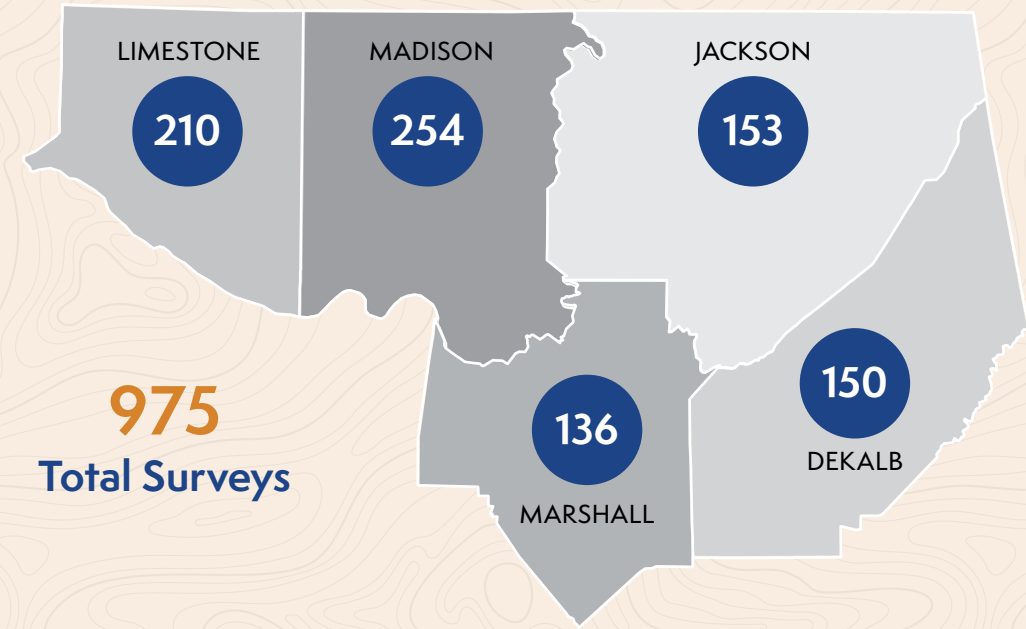 LIMESTONE
210
MADISON
254
JACKSON
153
975
Total Surveys
136
MARSHALL
150
DEKALB